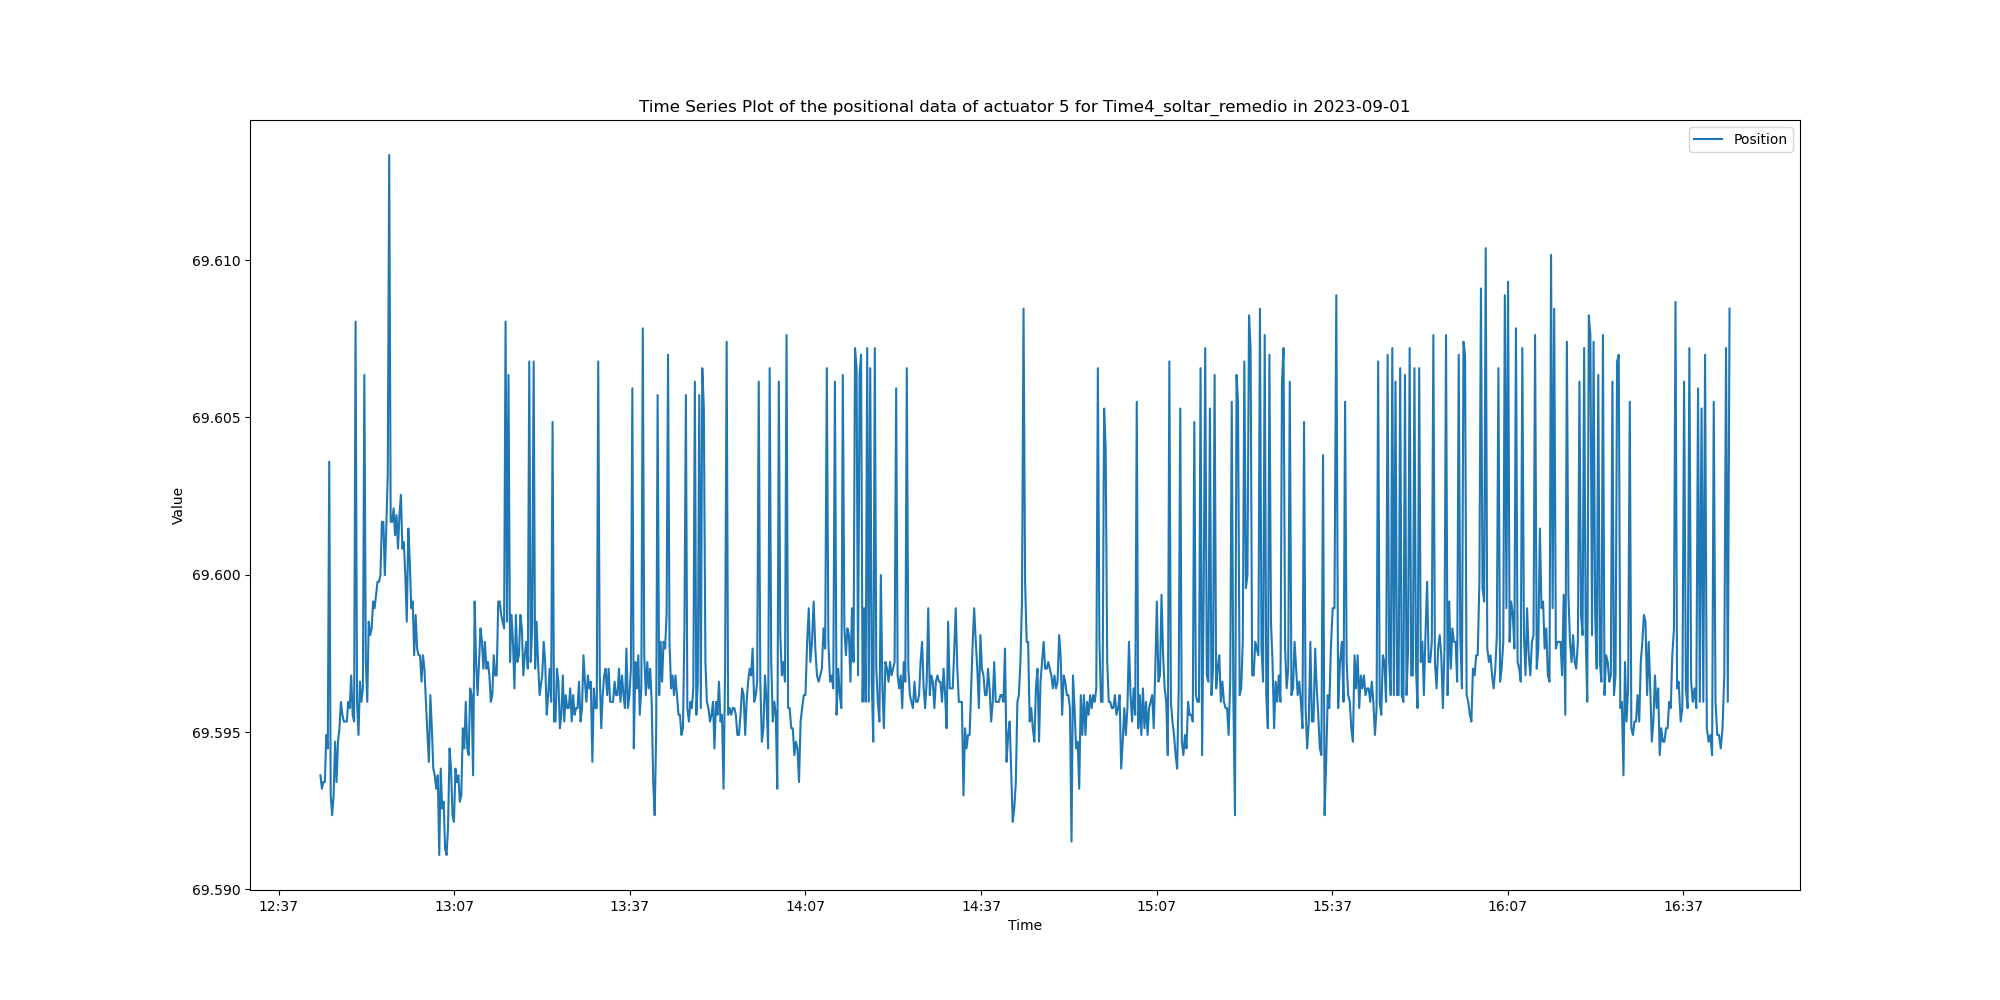 Time Series Plot of the positional data of actuator 5 for Time4_soltar_remedio in 2023-09-01
Position
69.610
69.605
69.600
69.595
69.590
Value
12:37 13:07 13:37 14:07 14:37 15:07 15:37 16:07 16:37
Time